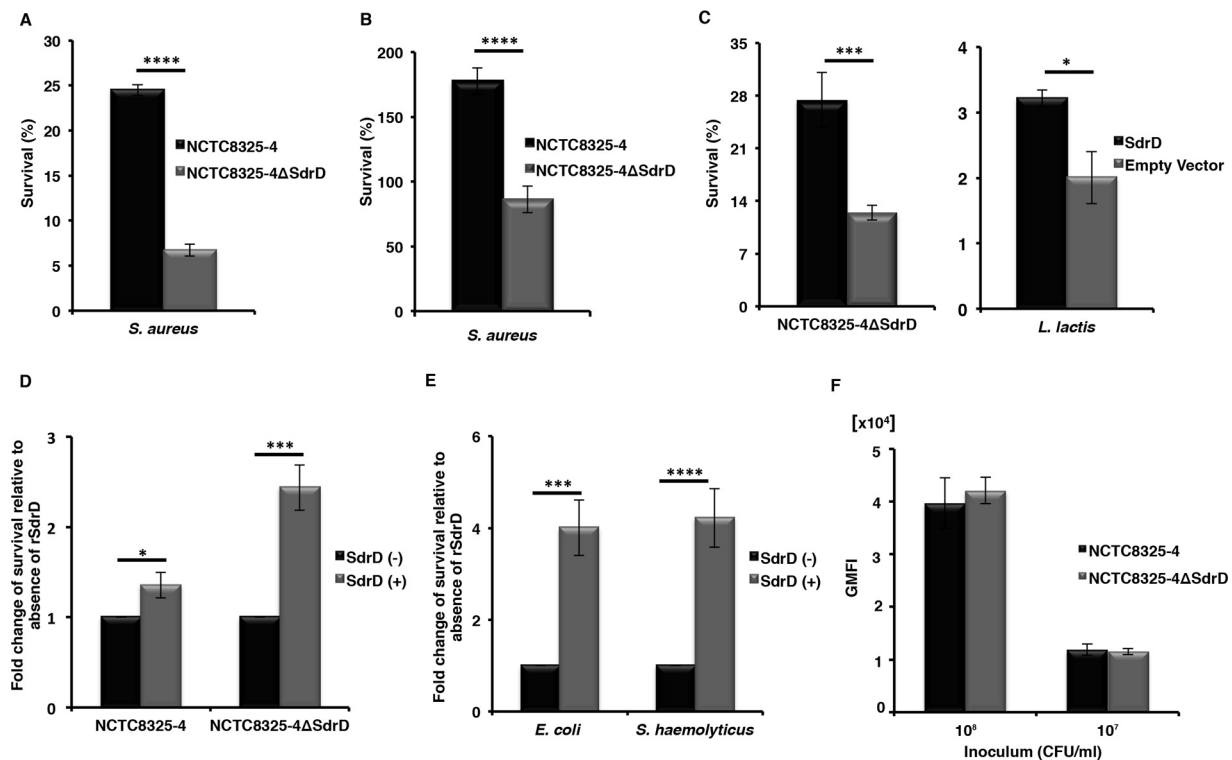 A
Survival (%)
30
25
20
15
10
5
0
****
NCTC8325-4
NCTC8325-4ΔSdrD
S. aureus
B
Survival (%)
200
150
100
50
0
****
NCTC8325-4
NCTC8325-4ΔSdrD
S. aureus
C
Survival (%)
35
28
21
14
7
0
***
NCTC8325-4ΔSdrD
4
3
2
1
0
*
SdrD
Empty Vector
L. lactis
D
Fold change of survival relative to
absence of rSdrD
3
2
1
0
*
***
SdrD (-)
SdrD (+)
NCTC8325-4
NCTC8325-4ΔSdrD
E
Fold change of survival relative to
absence of rSdrD
6
4
2
0
***
****
SdrD (-)
SdrD (+)
E. coli
S. haemolyticus
F
[x10⁴]
GMFI
5
4
3
2
1
0
NCTC8325-4
NCTC8325-4ΔSdrD
10⁸
10⁷
Inoculum (CFU/ml)